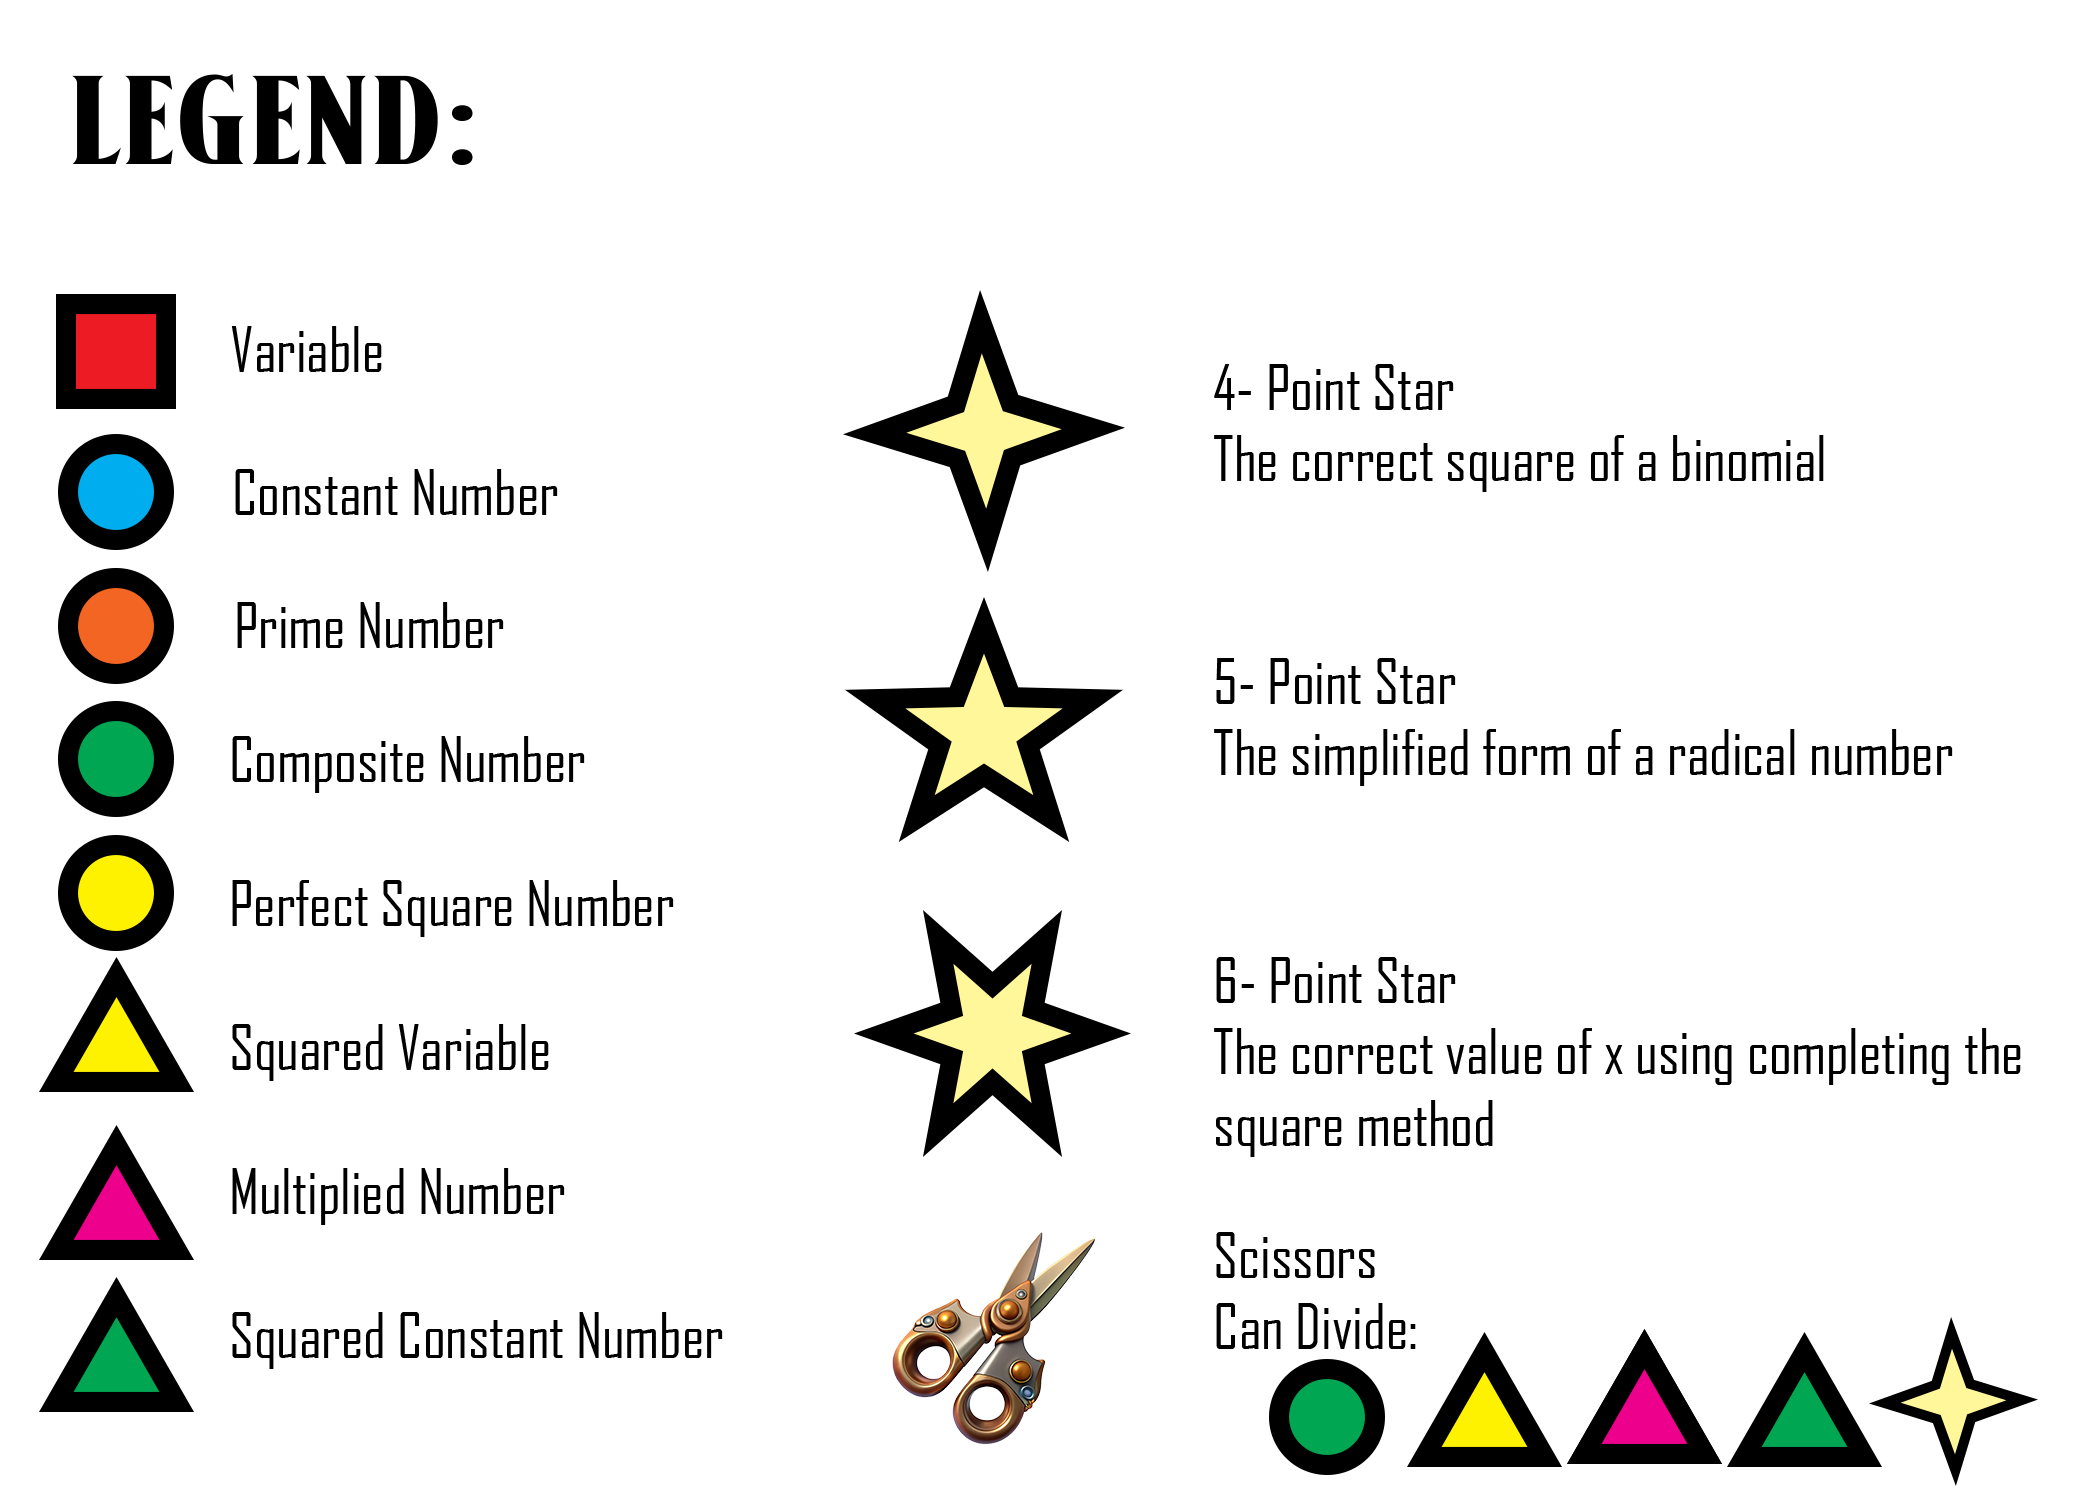 LEGEND:
Variable
Constant Number
Prime Number
Composite Number
Perfect Square Number
Squared Variable
Multiplied Number
Squared Constant Number
4- Point Star
The correct square of a binomial
5- Point Star
The simplified form of a radical number
6- Point Star
The correct value of x using completing the
square method
Scissors
Can Divide: